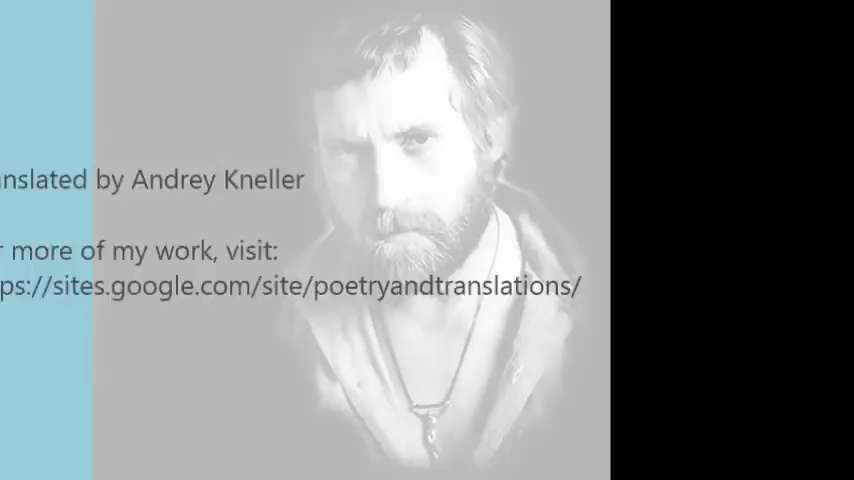 nslated by Andrey Kneller
more of my work, visit:
ps://sites.google.com/site/poetryandtranslations/